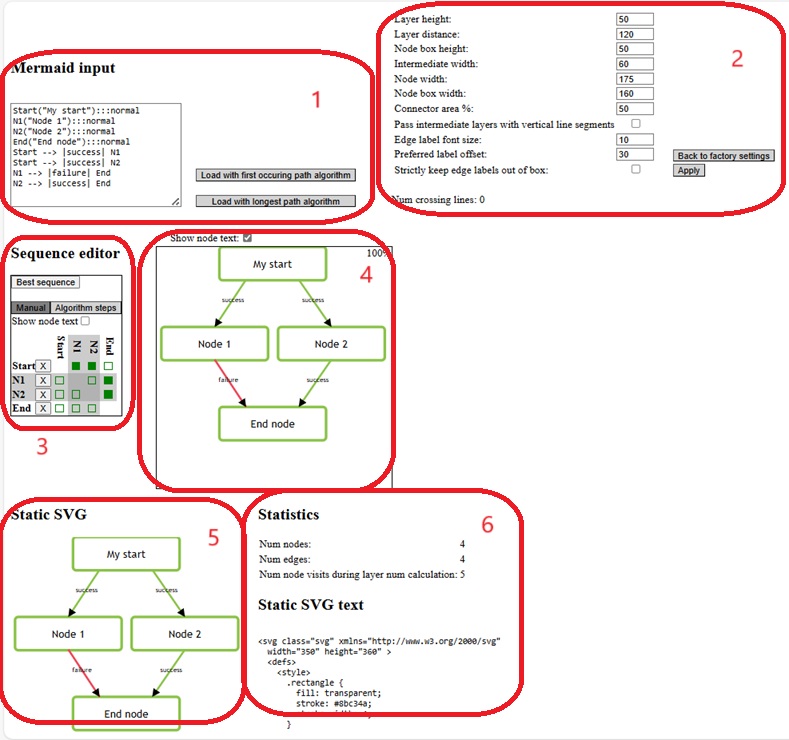 Mermaid input
1
Start("My start"):::normal
N1("Node 1"):::normal
N2("Node 2"):::normal
End("End node"):::normal
Start --> |success| N1
Start --> |success| N2
N1 --> |failure| End
N2 --> |success| End
Load with first occuring path algorithm
Load with longest path algorithm
Layer height: 50
Layer distance: 120
Node box height: 50
Intermediate width: 60
Node width: 175
Node box width: 160
Connector area %: 50
Pass intermediate layers with vertical line segments
Edge label font size: 10
Preferred label offset: 30
Strictly keep edge labels out of box:
Back to factory settings
Apply
Num crossing lines: 0
2
Sequence editor
Best sequence
Manual Algorithm steps
Show node text
Start N1 N2 End
Start X
N1 X
N2 X
End X
3
Show node text:
100%
4
My start
success success
Node 1 Node 2
failure success
End node
Static SVG
5
My start
success success
Node 1 Node 2
failure success
End node
Statistics
6
Num nodes: 4
Num edges: 4
Num node visits during layer num calculation: 5
Static SVG text
<svg class="svg" xmlns="http://www.w3.org/2000/svg"
width="350" height="360" >
<defs>
<style>
.rectangle {
fill: transparent;
stroke: #8bc34a;
}